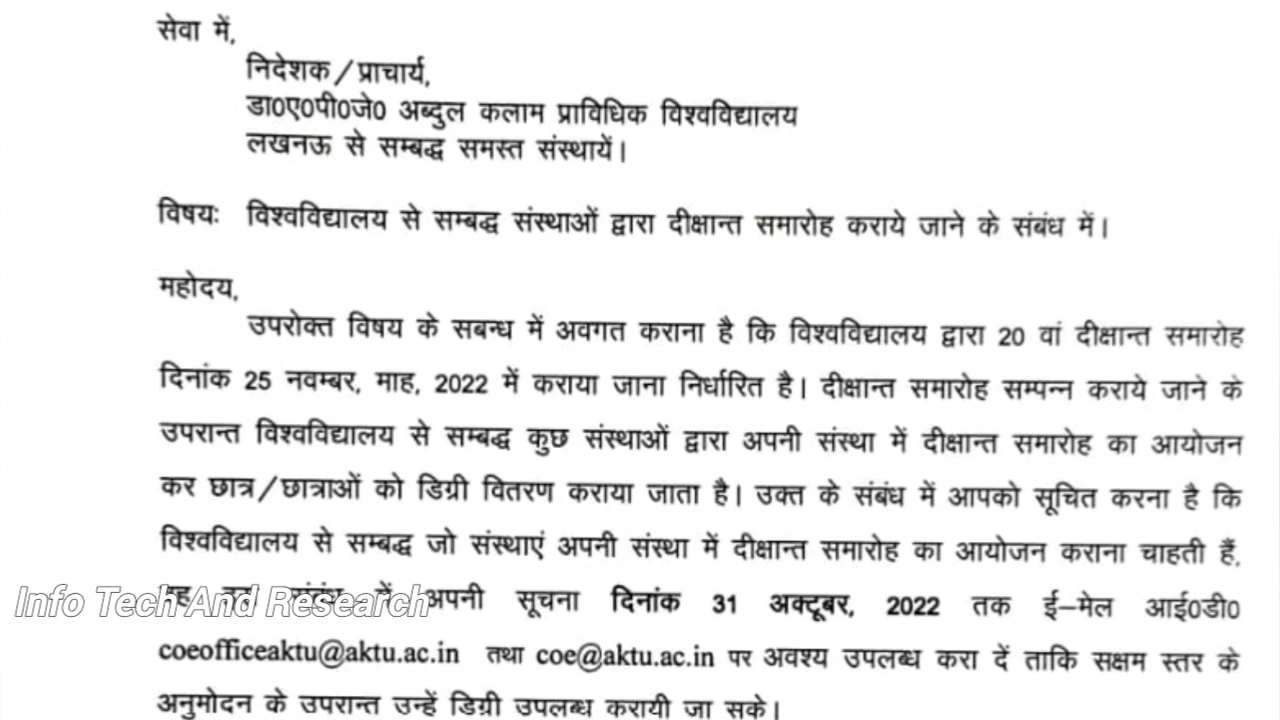 सेवा में,
निदेशक/प्राचार्य,
डा0ए0पी0जे0 अब्दुल कलाम प्राविधिक विश्वविद्यालय
लखनऊ से सम्बद्ध समस्त संस्थायें।
विषयः विश्वविद्यालय से सम्बद्ध संस्थाओं द्वारा दीक्षान्त समारोह कराये जाने के संबंध में।
महोदय,
उपरोक्त विषय के सबन्ध में अवगत कराना है कि विश्वविद्यालय द्वारा 20 वां दीक्षान्त समारोह
दिनांक 25 नवम्बर, माह, 2022 में कराया जाना निर्धारित है। दीक्षान्त समारोह सम्पन्न कराये जाने के
उपरान्त विश्वविद्यालय से सम्बद्ध कुछ संस्थाओं द्वारा अपनी संस्था में दीक्षान्त समारोह का आयोजन
कर छात्र/छात्राओं को डिग्री वितरण कराया जाता है। उक्त के संबंध में आपको सूचित करना है कि
विश्वविद्यालय से सम्बद्ध जो संस्थाएं अपनी संस्था में दीक्षान्त समारोह का आयोजन कराना चाहती हैं,
संबंध में अपनी सूचना दिनांक 31 अक्टूबर, 2022 तक ई–मेल आई0डी0
Info Tech And Research
coeofficeaktu@aktu.ac.in तथा coe@aktu.ac.in पर अवश्य उपलब्ध करा दें ताकि सक्षम स्तर के
अनुमोदन के उपरान्त उन्हें डिग्री उपलब्ध करायी जा सके।